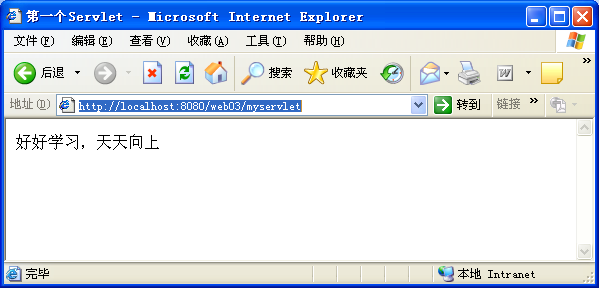 第一个Servlet - Microsoft Internet Explorer
文件(F) 编辑(E) 查看(V) 收藏(A) 工具(T) 帮助(H)
后退 搜索 收藏夹 W »
地址(D) http://localhost:8080/web03/myservlet 转到 链接 »
好好学习，天天向上
完毕 本地 Intranet